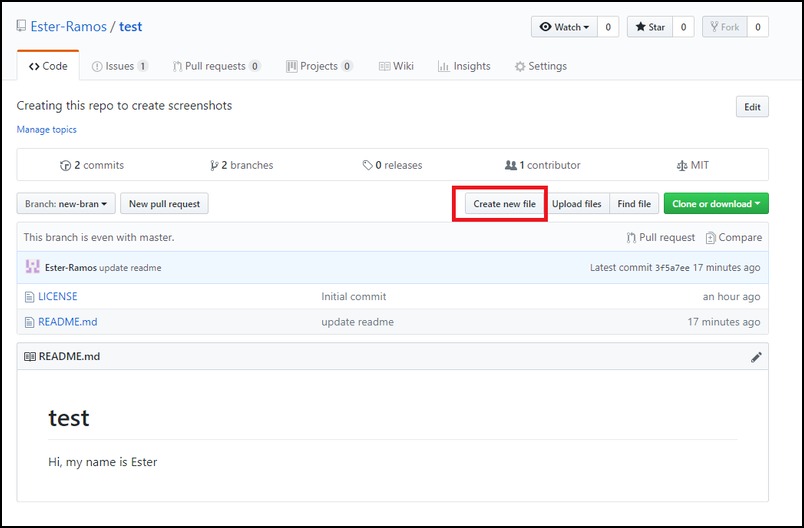 Ester-Ramos / test Watch 0 Star 0 Fork 0
Code Issues 1 Pull requests 0 Projects 0 Wiki Insights Settings
Creating this repo to create screenshots Edit
Manage topics
2 commits 2 branches 0 releases 1 contributor MIT
Branch: new-bran New pull request Create new file Upload files Find file Clone or download
This branch is even with master. Pull request Compare
Ester-Ramos update readme Latest commit 3f5a7ee 17 minutes ago
LICENSE Initial commit an hour ago
README.md update readme 17 minutes ago
README.md
test
Hi, my name is Ester